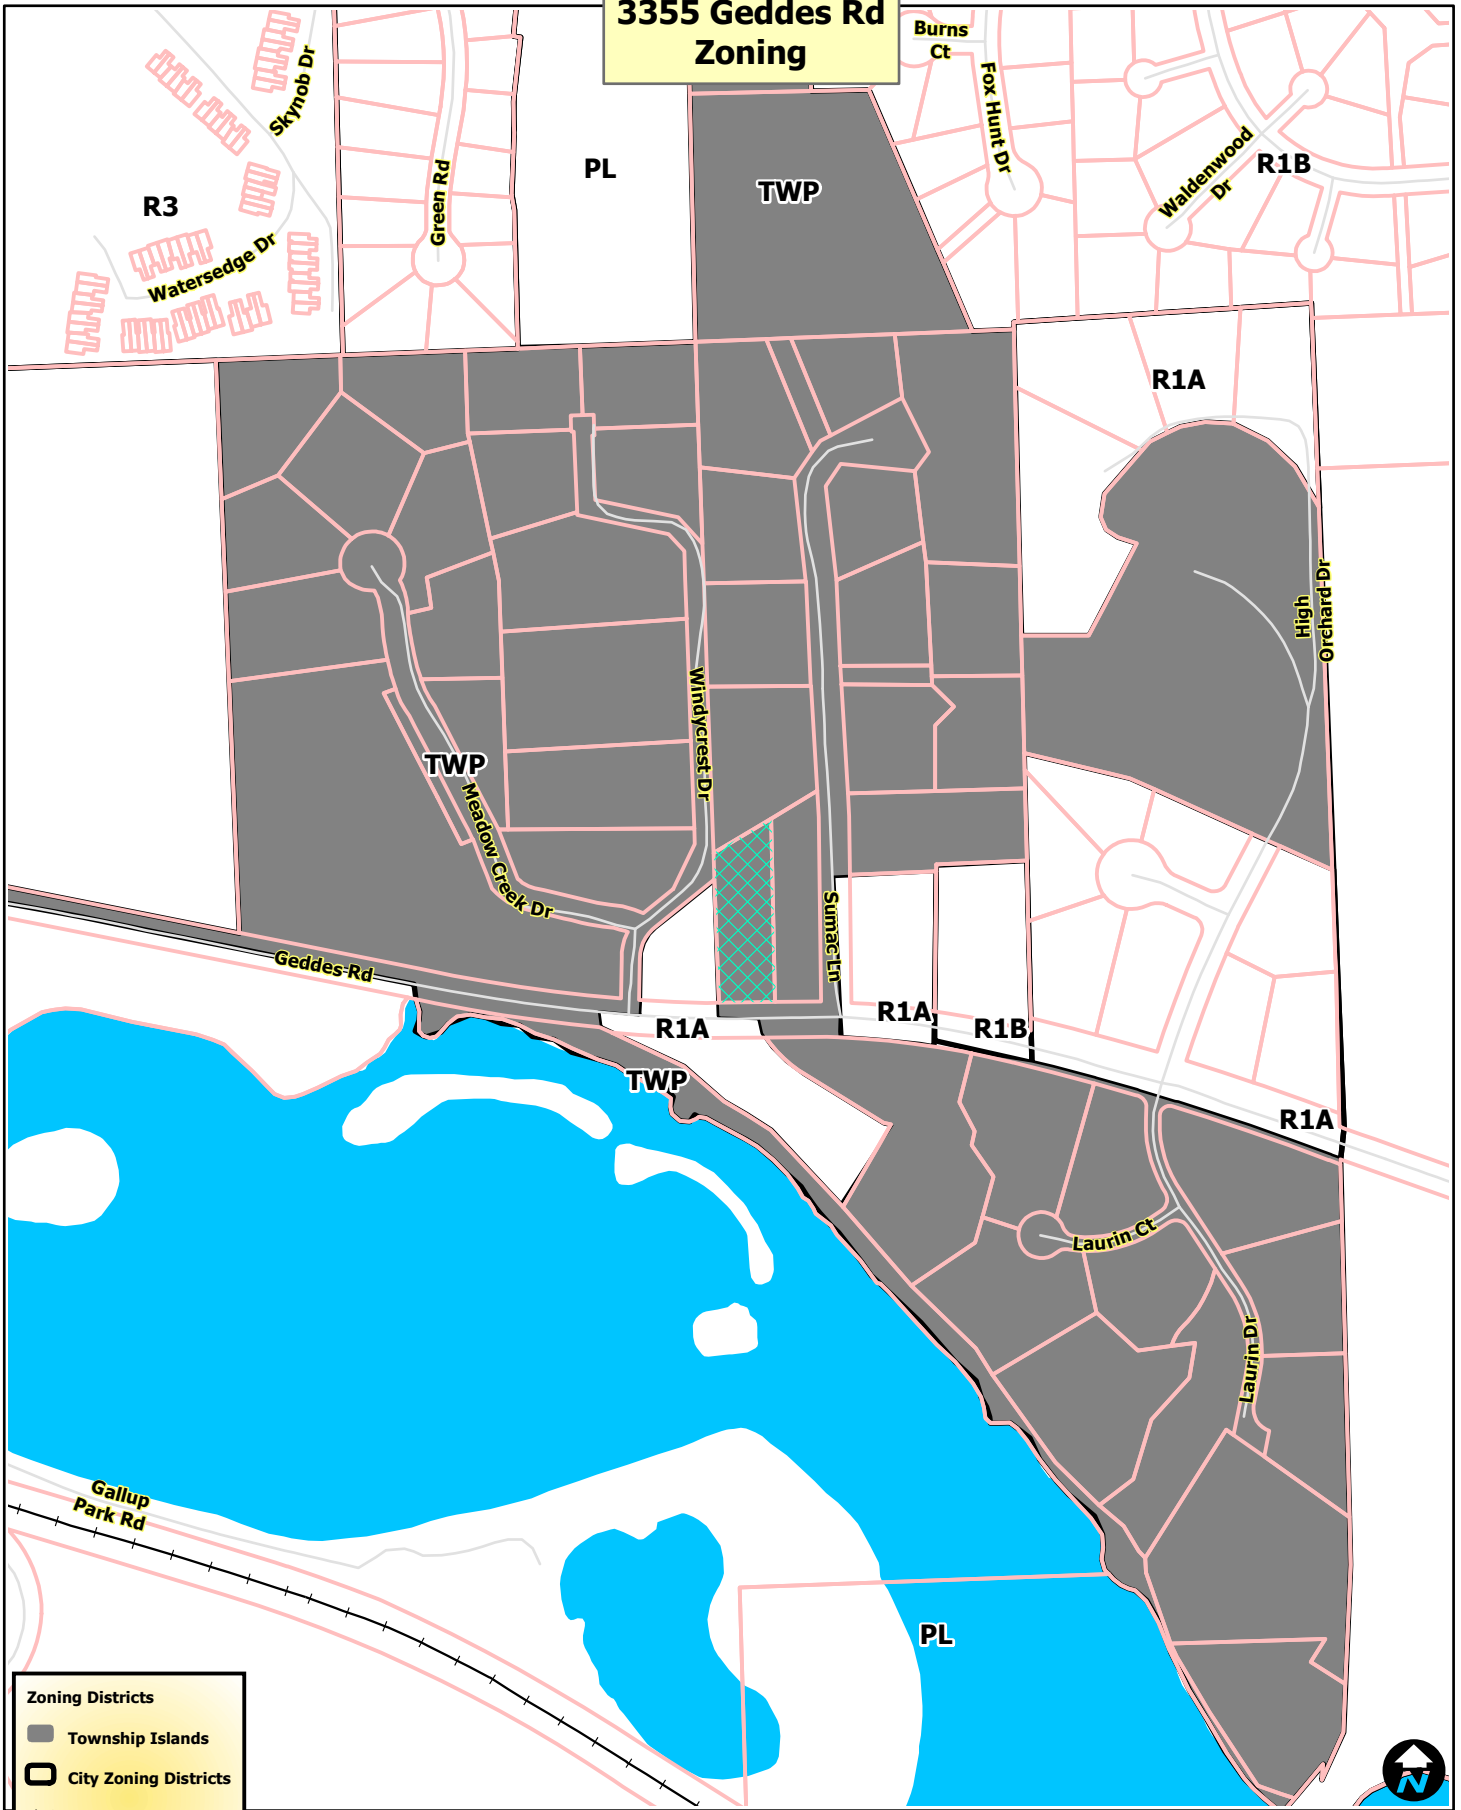 3355 Geddes Rd
Zoning
Burns
Ct
Fox Hunt Dr
Skynob Dr
Green Rd
Waldenwood
Dr
R1B
PL
TWP
R3
Watersedge Dr
R1A
High
Orchard Dr
Windycrest Dr
TWP
Meadow Creek Dr
Sumac Ln
Geddes Rd
R1A
R1A
R1B
TWP
R1A
Laurin Ct
Laurin Dr
Gallup
Park Rd
PL
Zoning Districts
Township Islands
City Zoning Districts
N